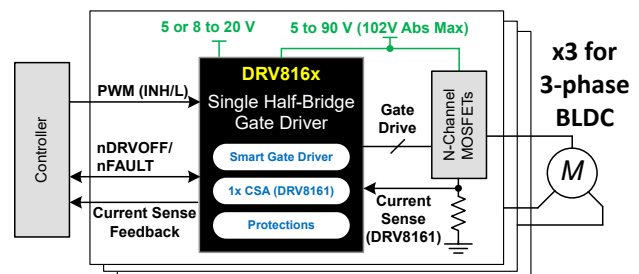 5 or 8 to 20 V
5 to 90 V (102V Abs Max)
x3 for
3-phase
BLDC
Controller
PWM (INH/L)
nDRVOFF/
nFAULT
Current Sense
Feedback
DRV816x
Single Half-Bridge
Gate Driver
Smart Gate Driver
1x CSA (DRV8161)
Protections
Gate
Drive
N-Channel
MOSFETs
Current
Sense
(DRV8161)
M